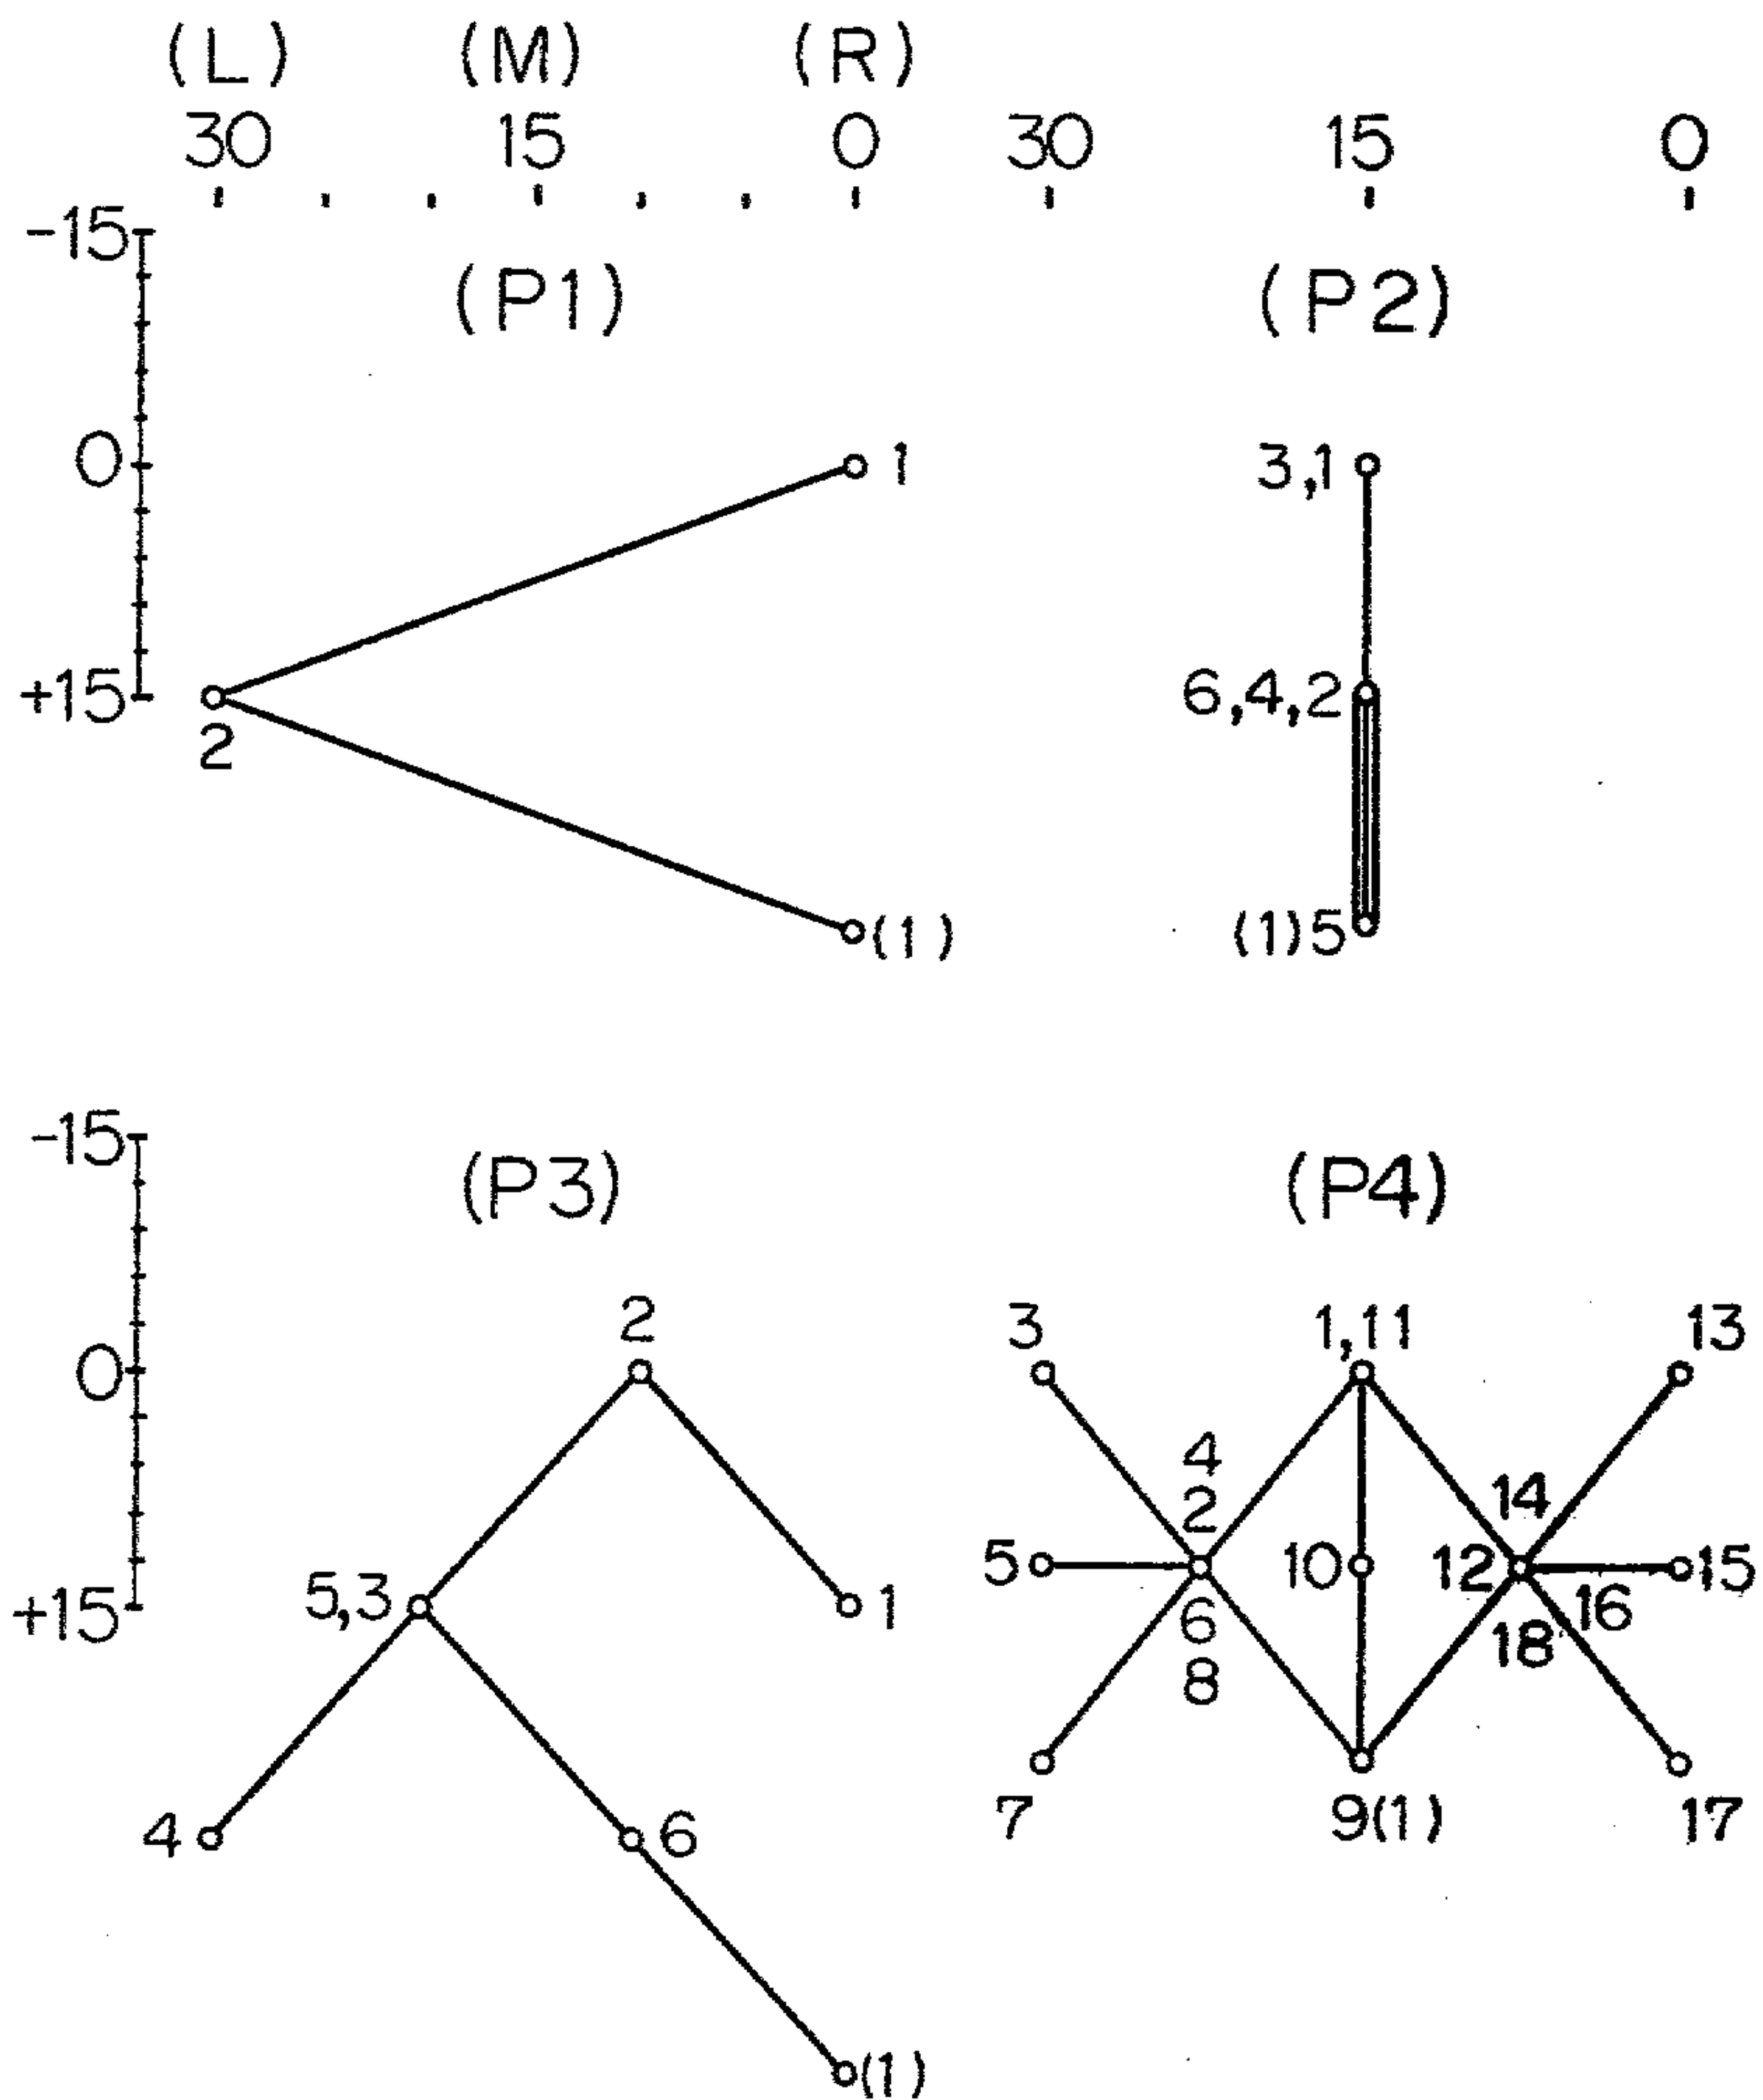 (L) (M) (R)
30 15 0 30 15 0
-15
(P1) (P2)
0 1 3,1
+15 2 6,4,2
(1) (1)5
-15
(P3) (P4)
2 3 1,11 13
0
4 14
2
5 10 12 15
+15 5,3 1 6 18 16
8
4 6 7 9(1) 17
(1)